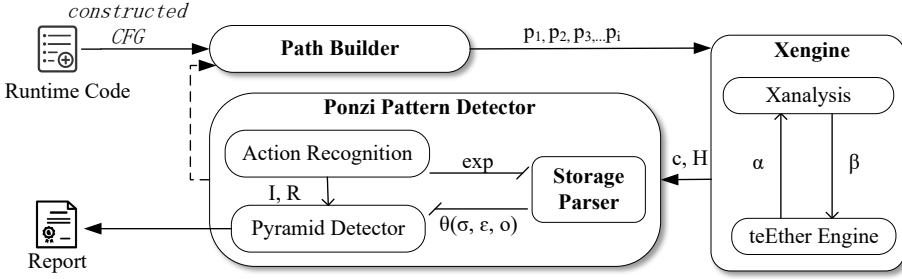 constructed
CFG
Runtime Code
Path Builder
p1, p2, p3,...pi
Xengine
Xanalysis
α
β
teEther Engine
c, H
Ponzi Pattern Detector
Action Recognition
exp
Storage
Parser
I, R
θ(σ, ε, o)
Pyramid Detector
Report